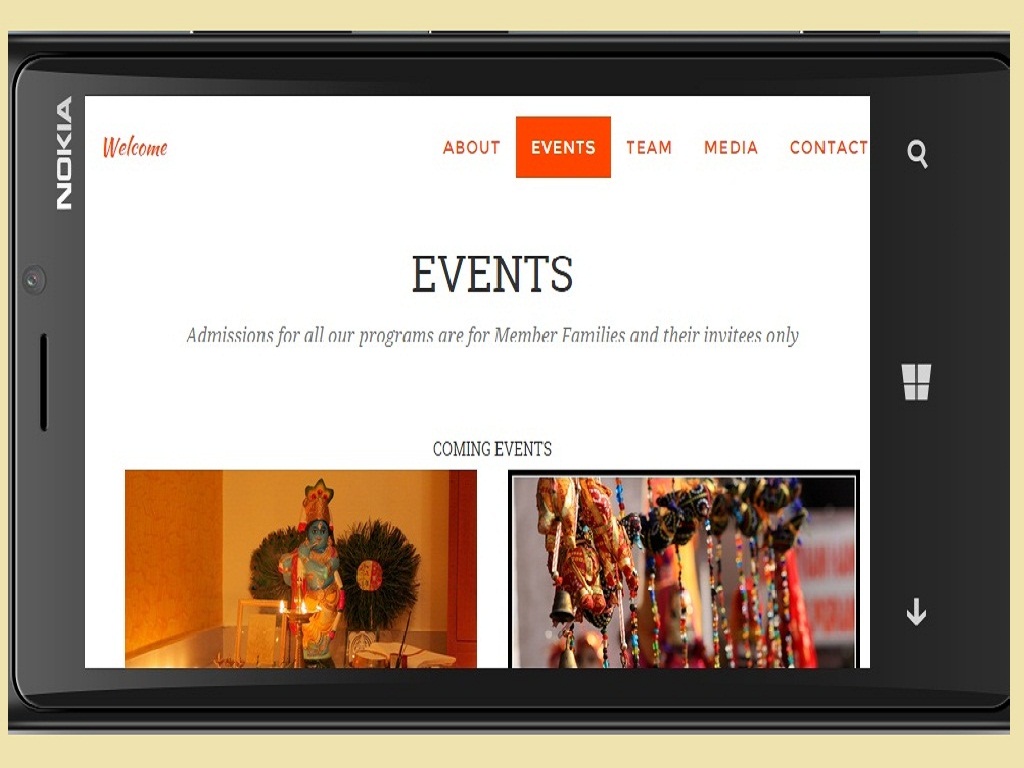 NOKIA
Welcome
ABOUT EVENTS TEAM MEDIA CONTACT
EVENTS
Admissions for all our programs are for Member Families and their invitees only
COMING EVENTS